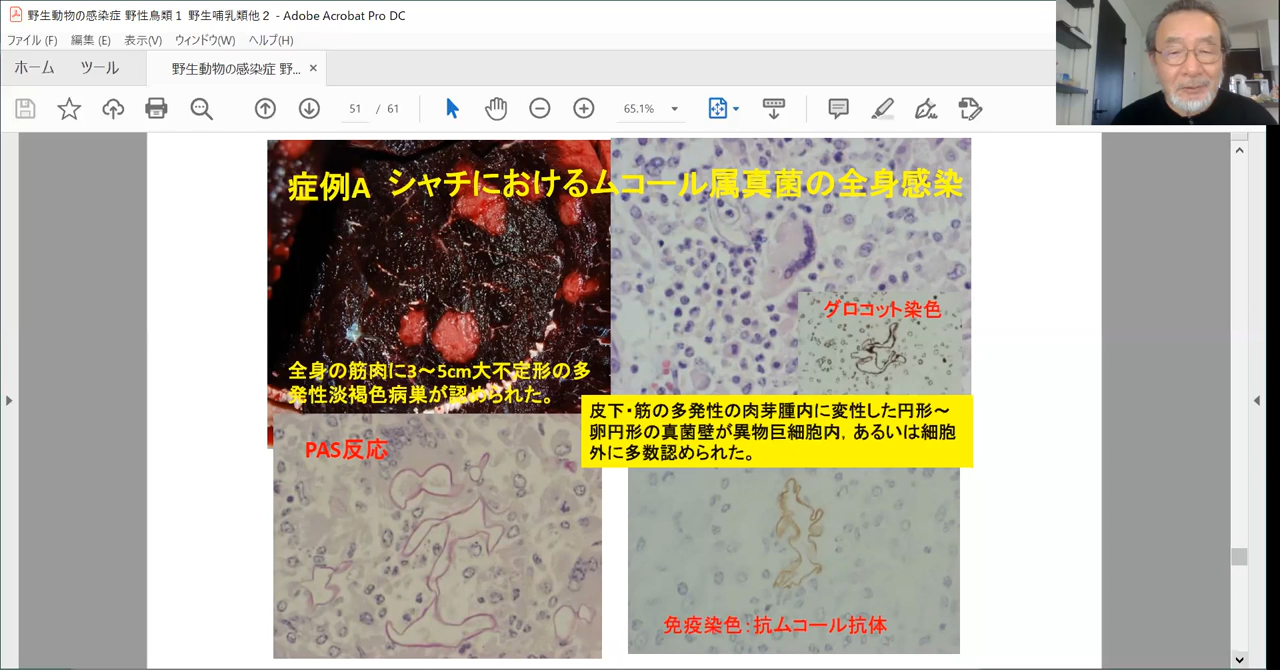 野生動物の感染症 野性鳥類１ 野生哺乳類他２ - Adobe Acrobat Pro DC
ファイル (F) 編集 (E) 表示(V) ウィンドウ(W) ヘルプ(H)
ホーム ツール 野生動物の感染症 野... ×
51 / 61 65.1%
症例A シャチにおけるムコール属真菌の全身感染
グロコット染色
全身の筋肉に3～5cm大不定形の多
発性淡褐色病巣が認められた。
皮下・筋の多発性の肉芽腫内に変性した円形～
卵円形の真菌壁が異物巨細胞内, あるいは細胞
外に多数認められた。
PAS反応
免疫染色：抗ムコール抗体